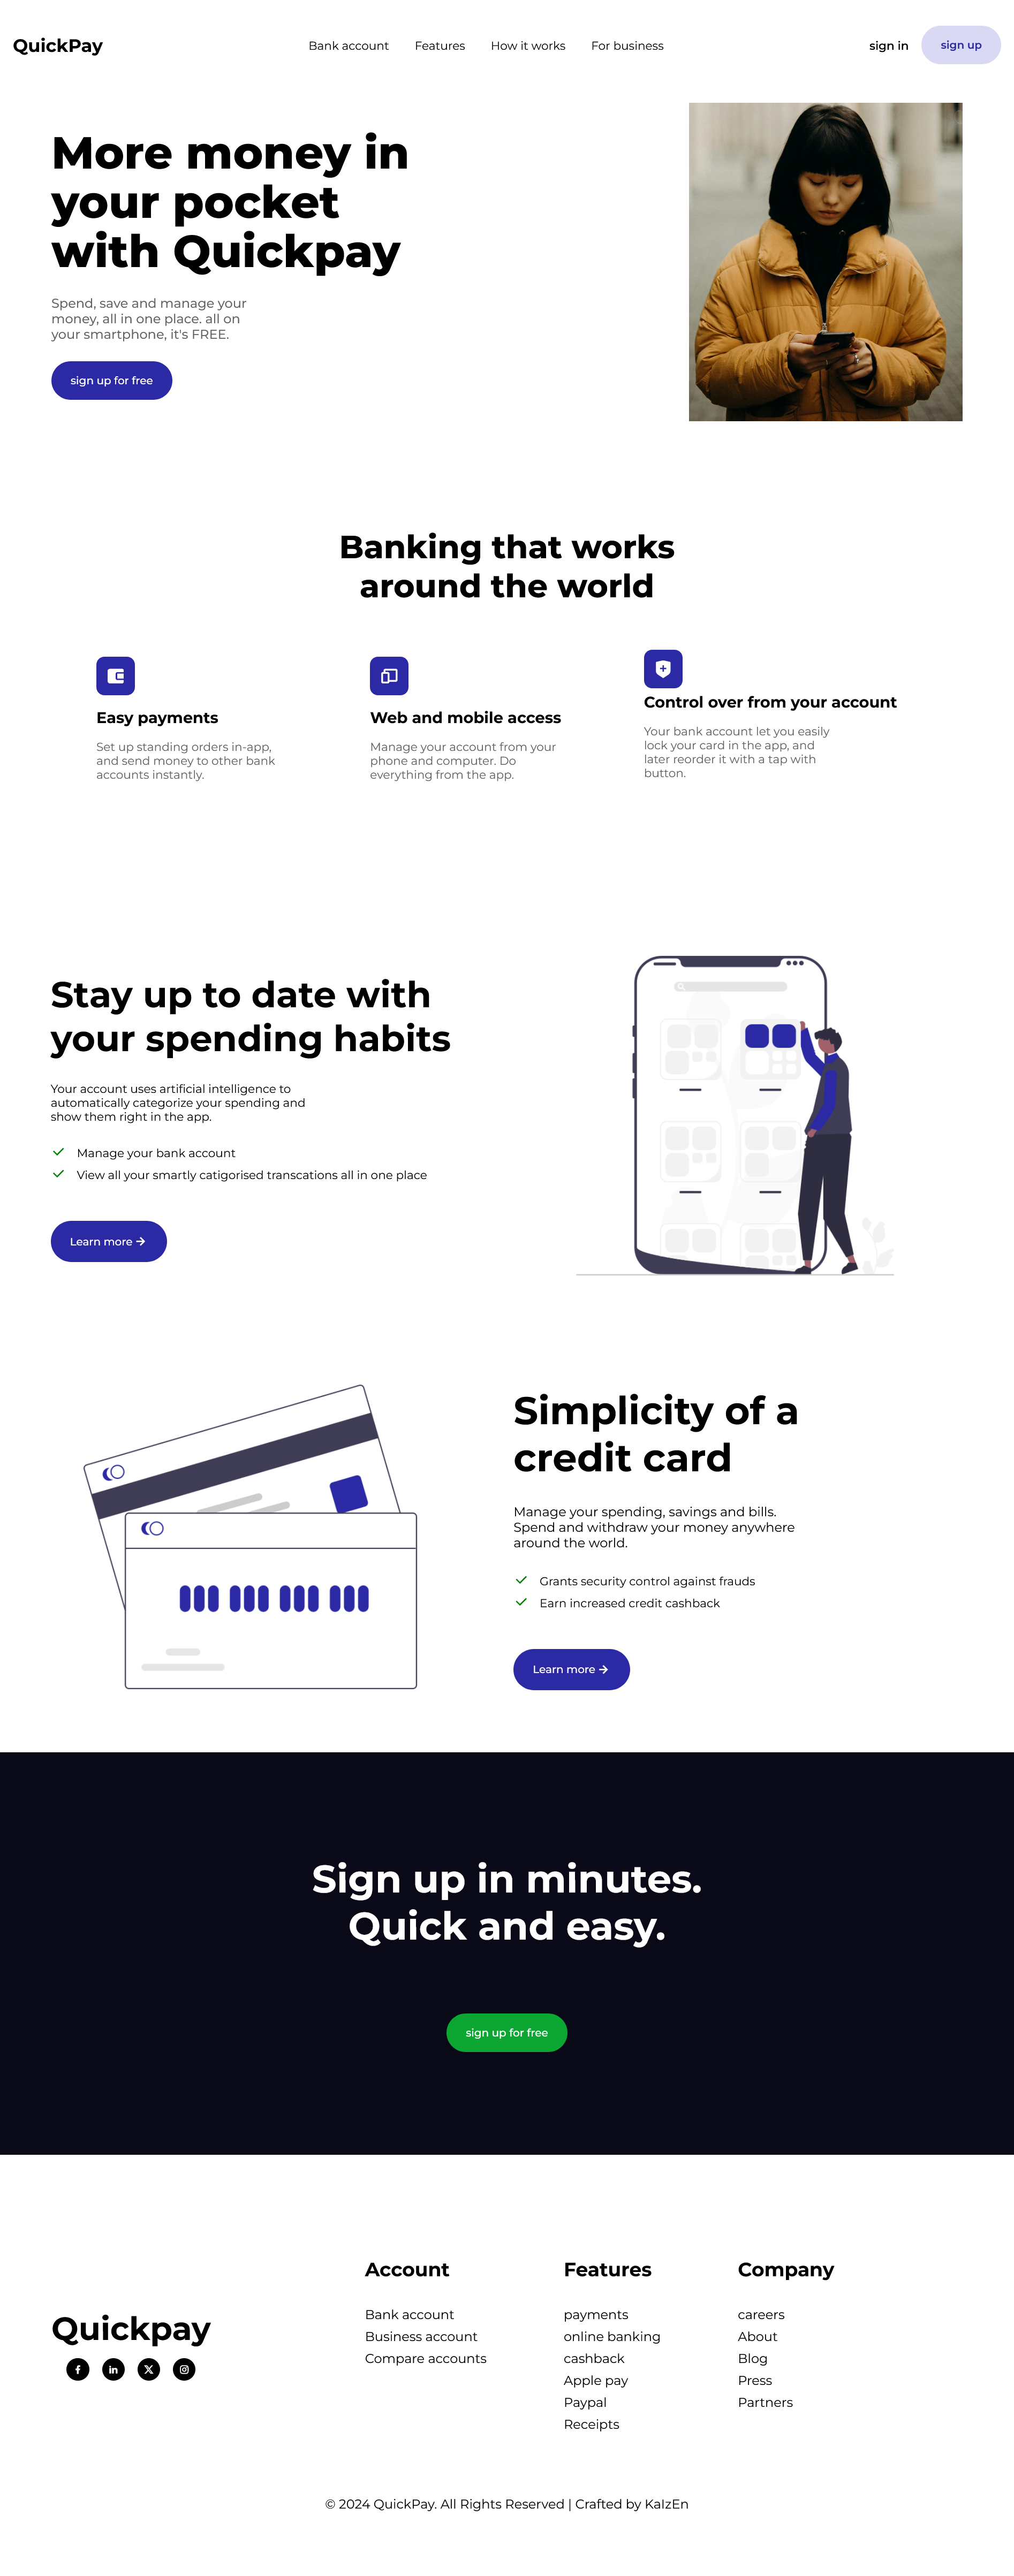 QuickPay
Bank account
Features
How it works
For business
sign in
sign up
More money in
your pocket
with Quickpay
Spend, save and manage your
money, all in one place. all on
your smartphone, it's FREE.
sign up for free
Banking that works
around the world
Easy payments
Set up standing orders in-app,
and send money to other bank
accounts instantly.
Web and mobile access
Manage your account from your
phone and computer. Do
everything from the app.
Control over from your account
Your bank account let you easily
lock your card in the app, and
later reorder it with a tap with
button.
Stay up to date with
your spending habits
Your account uses artificial intelligence to
automatically categorize your spending and
show them right in the app.
Manage your bank account
View all your smartly catigorised transcations all in one place
Learn more
Simplicity of a
credit card
Manage your spending, savings and bills.
Spend and withdraw your money anywhere
around the world.
Grants security control against frauds
Earn increased credit cashback
Learn more
Sign up in minutes.
Quick and easy.
sign up for free
Quickpay
Account
Bank account
Business account
Compare accounts
Features
payments
online banking
cashback
Apple pay
Paypal
Receipts
Company
careers
About
Blog
Press
Partners
© 2024 QuickPay. All Rights Reserved | Crafted by KalzEn